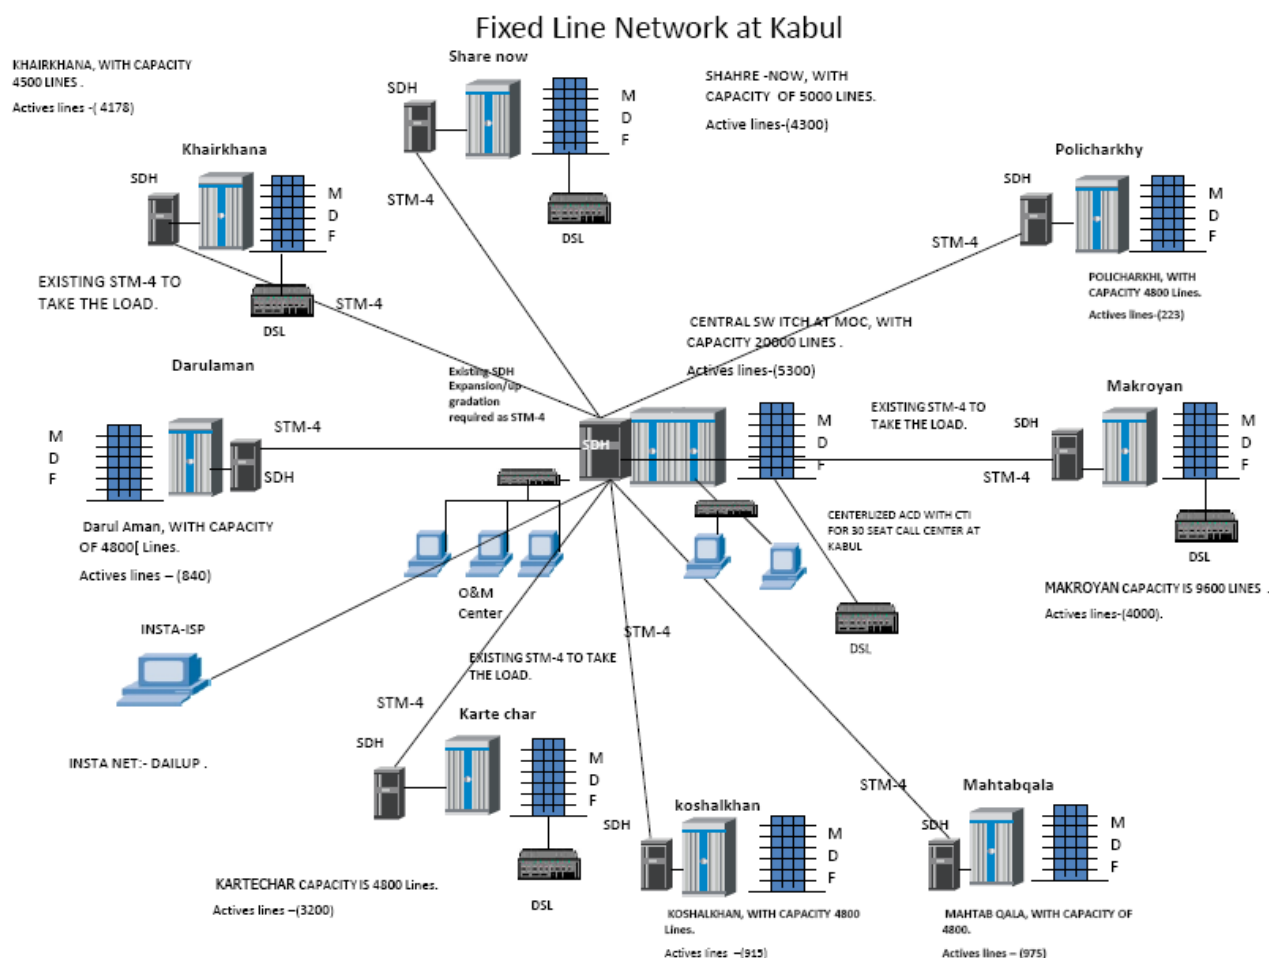 Fixed Line Network at Kabul
KHAIRKHANA, WITH CAPACITY
4500 LINES .
Actives lines -( 4178)
Share now
SDH
M
D
F
STM-4
DSL
SHAHRE -NOW, WITH
CAPACITY OF 5000 LINES.
Active lines-(4300)
Khairkhana
SDH
M
D
F
EXISTING STM-4 TO
TAKE THE LOAD.
STM-4
DSL
Policharkhy
SDH
M
D
F
STM-4
POLICHARKHI, WITH
CAPACITY 4800 Lines.
Actives lines-(223)
CENTRAL SW ITCH AT MOC, WITH
CAPACITY 20000 LINES .
Actives lines-(5300)
Existing SDH
Expansion/up
gradation
required as STM-4
SDH
M
D
F
Darulaman
M
D
F
STM-4
SDH
Darul Aman, WITH CAPACITY
OF 4800[ Lines.
Actives lines – (840)
EXISTING STM-4 TO
TAKE THE LOAD.
Makroyan
SDH
M
D
F
STM-4
DSL
MAKROYAN CAPACITY IS 9600 LINES .
Actives lines-(4000).
CENTERLIZED ACD WITH CTI
FOR 30 SEAT CALL CENTER AT
KABUL
DSL
O&M
Center
INSTA-ISP
INSTA NET:- DAILUP .
EXISTING STM-4 TO TAKE
THE LOAD.
STM-4
Karte char
SDH
M
D
F
DSL
KARTECHAR CAPACITY IS 4800 Lines.
Actives lines –(3200)
STM-4
koshalkhan
SDH
M
D
F
KOSHALKHAN, WITH CAPACITY 4800
Lines.
Actives lines –(915)
STM-4
Mahtabqala
SDH
M
D
F
MAHTAB QALA, WITH CAPACITY OF
4800.
Actives lines – (975)